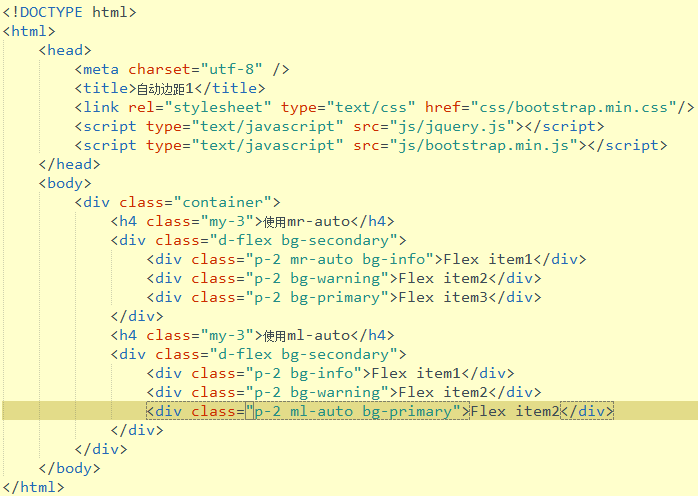 <!DOCTYPE html>
<html>
<head>
<meta charset="utf-8" />
<title>自动边距1</title>
<link rel="stylesheet" type="text/css" href="css/bootstrap.min.css"/>
<script type="text/javascript" src="js/jquery.js"></script>
<script type="text/javascript" src="js/bootstrap.min.js"></script>
</head>
<body>
<div class="container">
<h4 class="my-3">使用mr-auto</h4>
<div class="d-flex bg-secondary">
<div class="p-2 mr-auto bg-info">Flex item1</div>
<div class="p-2 bg-warning">Flex item2</div>
<div class="p-2 bg-primary">Flex item3</div>
</div>
<h4 class="my-3">使用ml-auto</h4>
<div class="d-flex bg-secondary">
<div class="p-2 bg-info">Flex item1</div>
<div class="p-2 bg-warning">Flex item2</div>
<div class="p-2 ml-auto bg-primary">Flex item2</div>
</div>
</div>
</body>
</html>